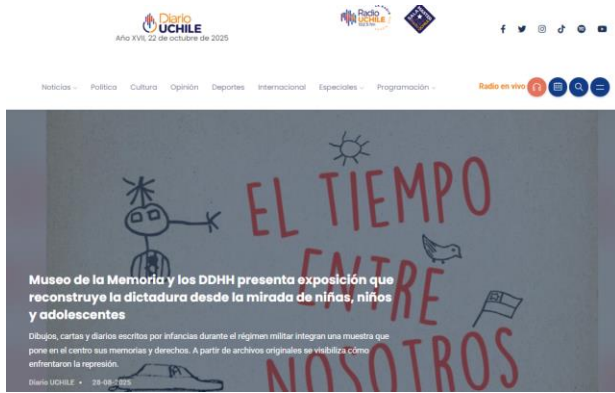 Diario
UCHILE
Año XVII, 22 de octubre de 2025
Radio
UCHILE
Noticias
Política
Cultura
Opinión
Deportes
Internacional
Especiales
Programación
Radio en vivo
EL TIEMPO
ENTRE
NOSOTROS
Museo de la Memoria y los DDHH presenta exposición que
reconstruye la dictadura desde la mirada de niñas, niños
y adolescentes
Dibujos, cartas y diarios escritos por infancias durante el régimen militar integran una muestra que
pone en el centro sus memorias y derechos. A partir de archivos originales se visibiliza cómo
enfrentaron la represión.
Diario UCHILE • 28-08-2025